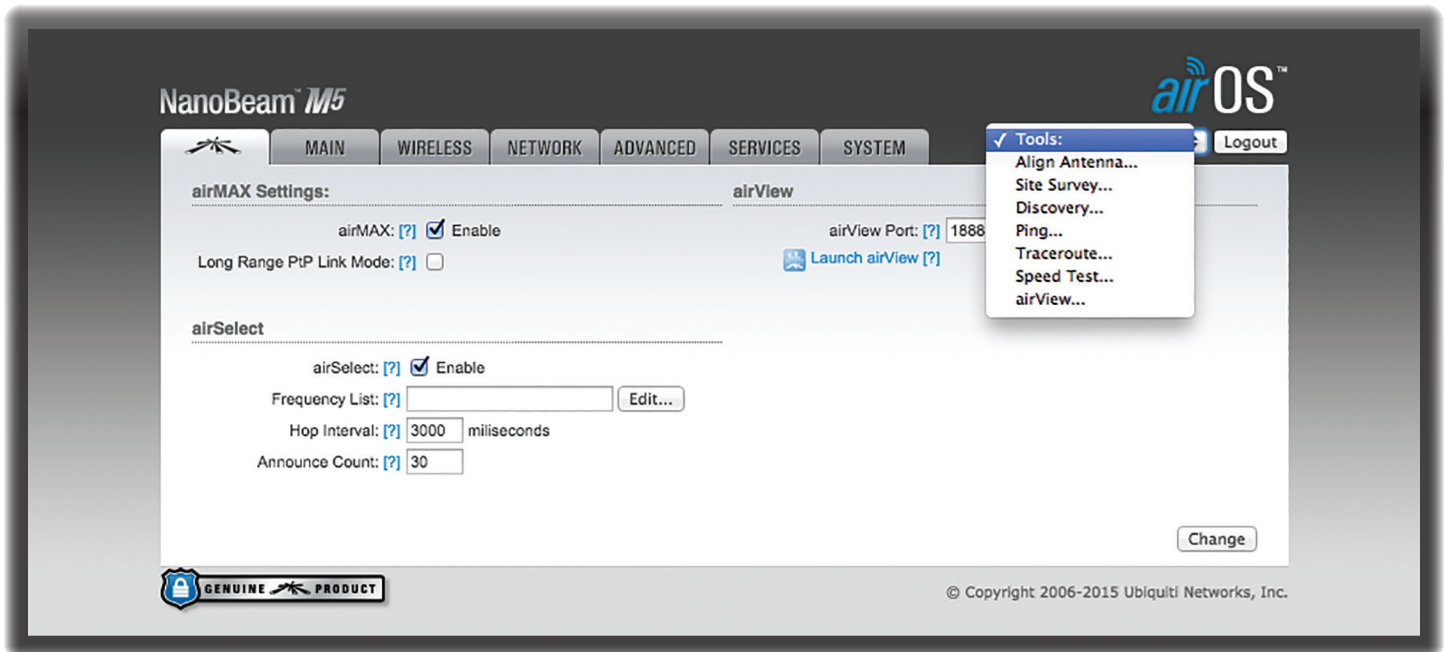 NanoBeam™ M5
airOS™
MAIN WIRELESS NETWORK ADVANCED SERVICES SYSTEM
Logout
✓ Tools:
Align Antenna...
Site Survey...
Discovery...
Ping...
Traceroute...
Speed Test...
airView...
airMAX Settings:
airMAX: [?] Enable
Long Range PtP Link Mode: [?]
airView
airView Port: [?] 1888
Launch airView [?]
airSelect
airSelect: [?] Enable
Frequency List: [?] Edit...
Hop Interval: [?] 3000 miliseconds
Announce Count: [?] 30
Change
GENUINE PRODUCT
© Copyright 2006-2015 Ubiquiti Networks, Inc.